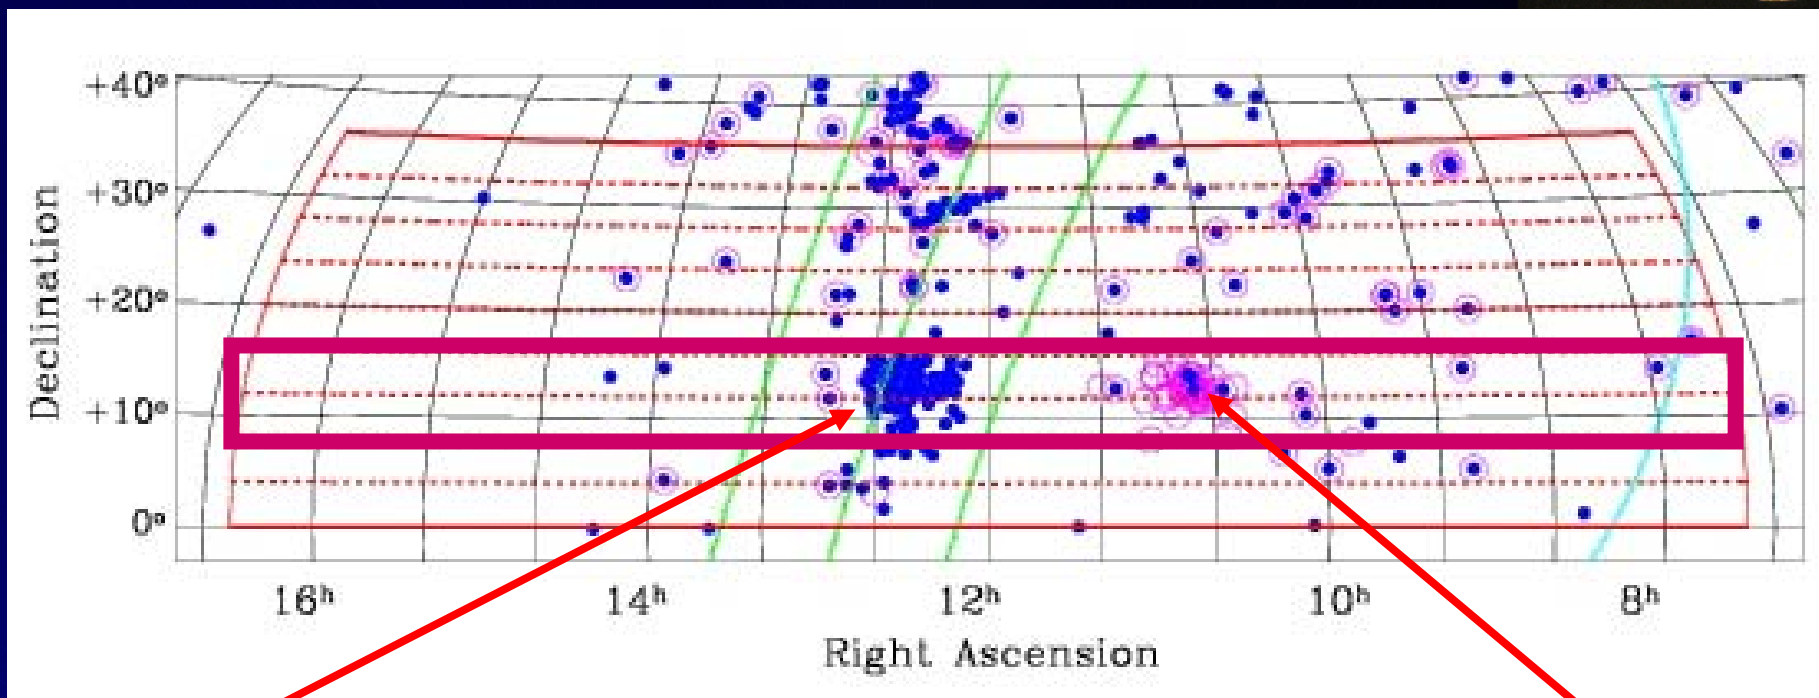 +40°
+30°
+20°
+10°
0°
Declination
16h 14h 12h 10h 8h
Right Ascension